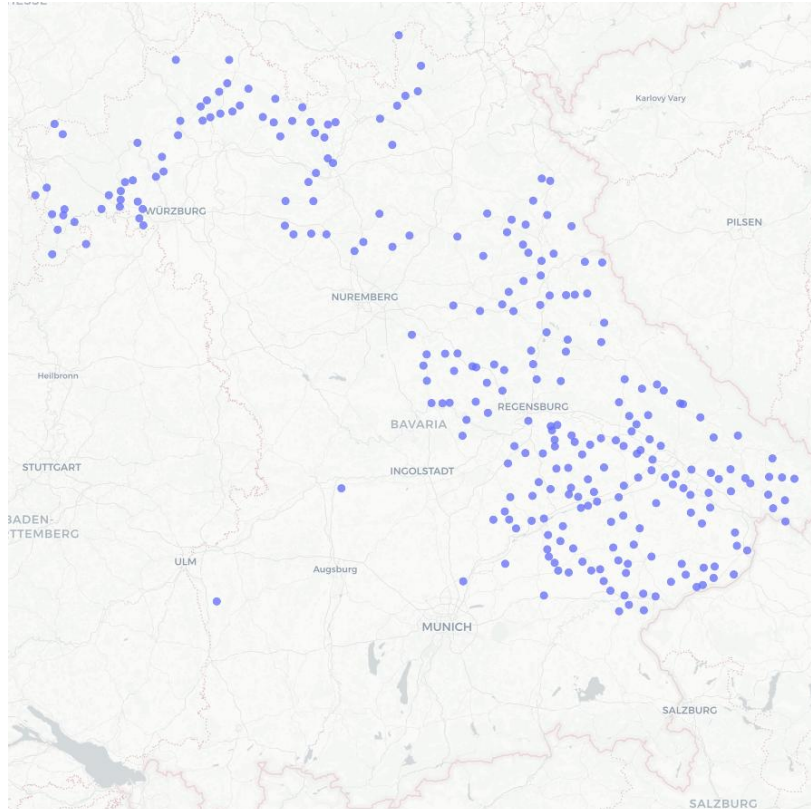 Karlovy Vary
WÜRZBURG
PILSEN
NUREMBERG
Heilbronn
REGENSBURG
BAVARIA
STUTTGART
INGOLSTADT
BADEN-
TTEMBERG
ULM
Augsburg
MUNICH
SALZBURG
SALZBURG